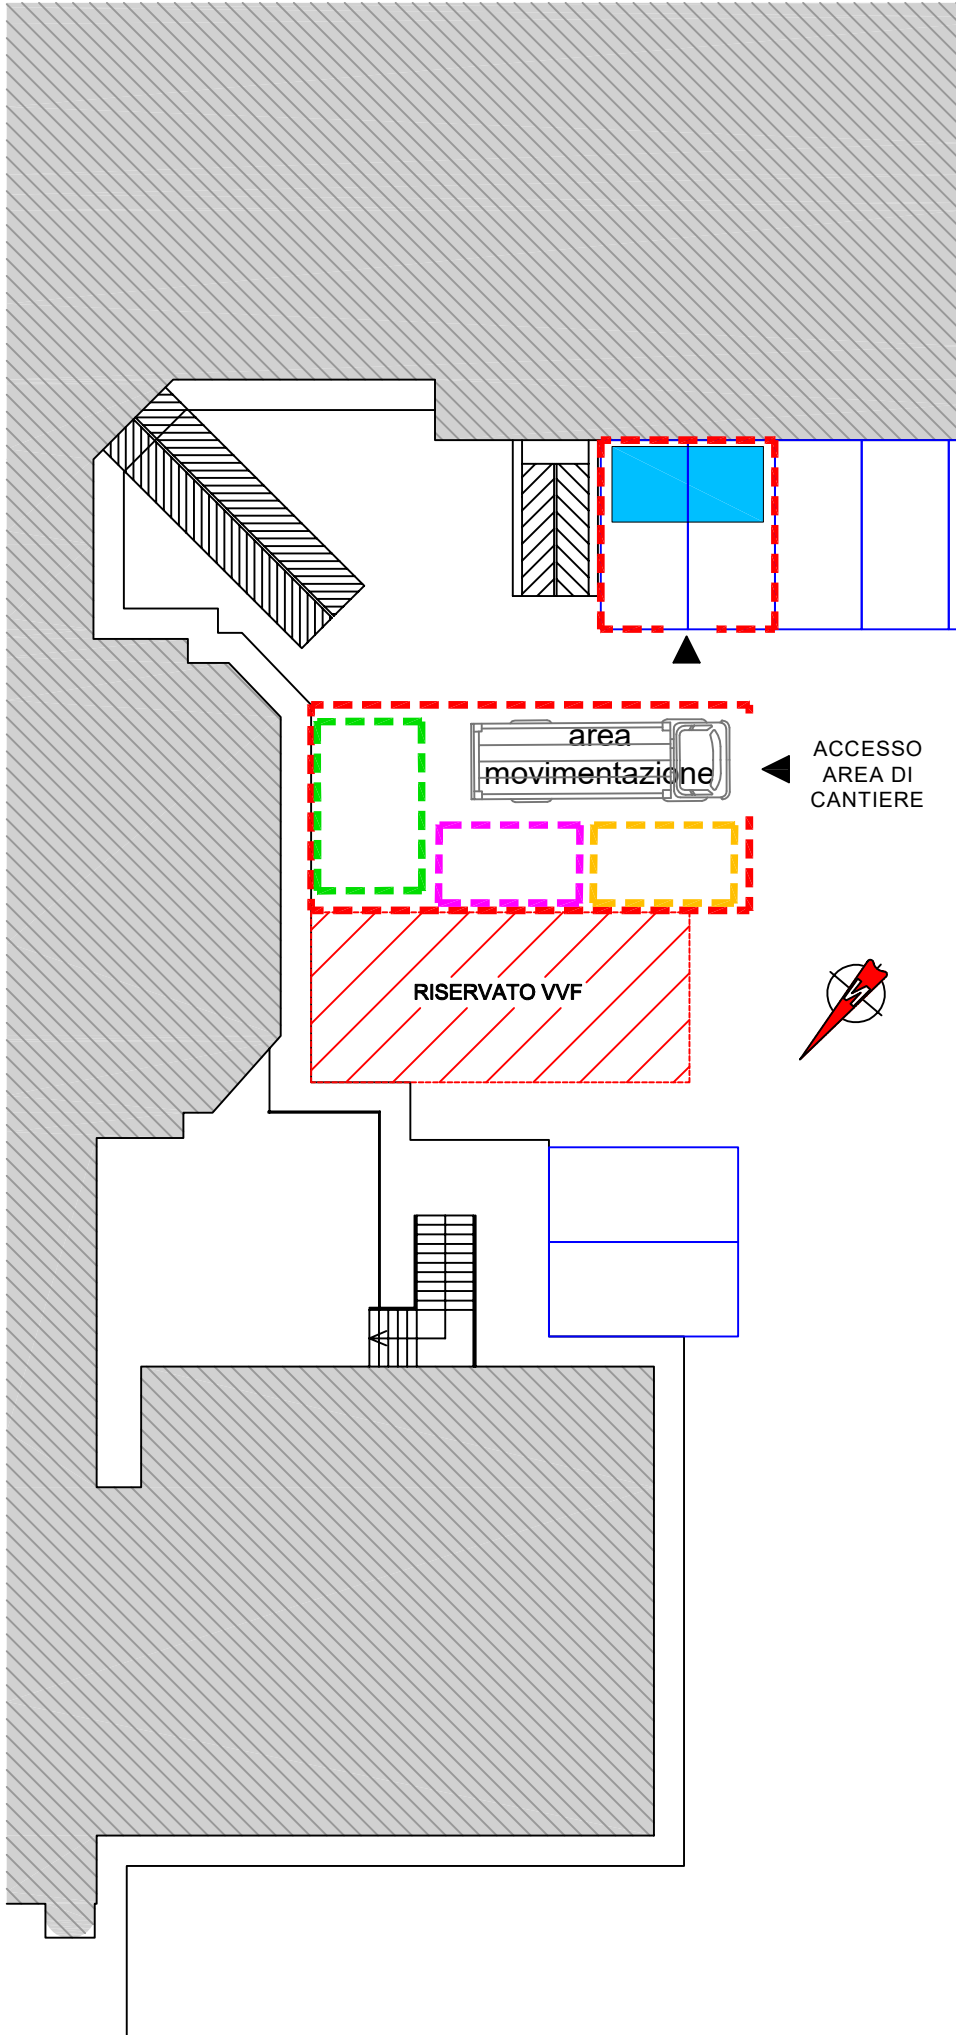 area
movimentazione
ACCESSO
AREA DI
CANTIERE
RISERVATO VVF
N